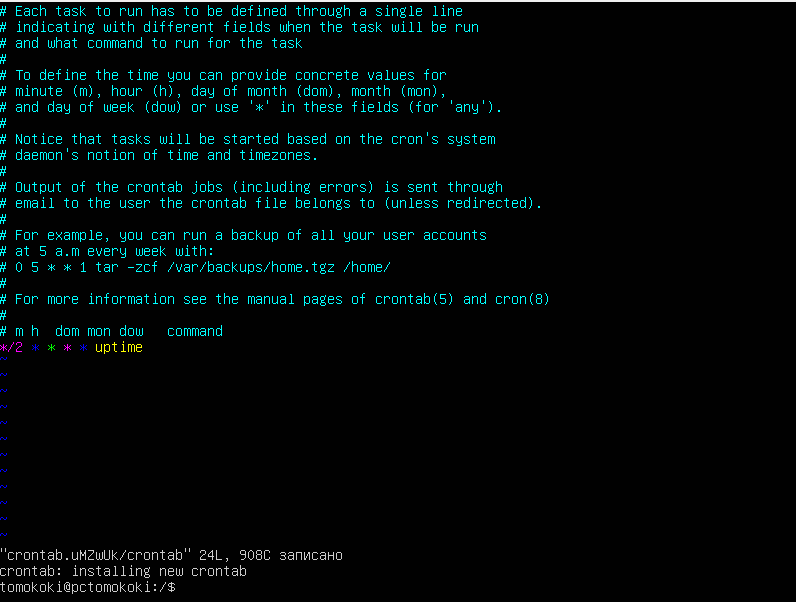 # Each task to run has to be defined through a single line
# indicating with different fields when the task will be run
# and what command to run for the task
#
# To define the time you can provide concrete values for
# minute (m), hour (h), day of month (dom), month (mon),
# and day of week (dow) or use '*' in these fields (for 'any').
#
# Notice that tasks will be started based on the cron's system
# daemon's notion of time and timezones.
#
# Output of the crontab jobs (including errors) is sent through
# email to the user the crontab file belongs to (unless redirected).
#
# For example, you can run a backup of all your user accounts
# at 5 a.m every week with:
# 0 5 * * 1 tar -zcf /var/backups/home.tgz /home/
#
# For more information see the manual pages of crontab(5) and cron(8)
#
# m h  dom mon dow   command
*/2 * * * * uptime
~
~
~
~
~
~
~
~
~
~
~
~
"crontab.uMZwUk/crontab" 24L, 908C записано
crontab: installing new crontab
tomokoki@pctomokoki:/$